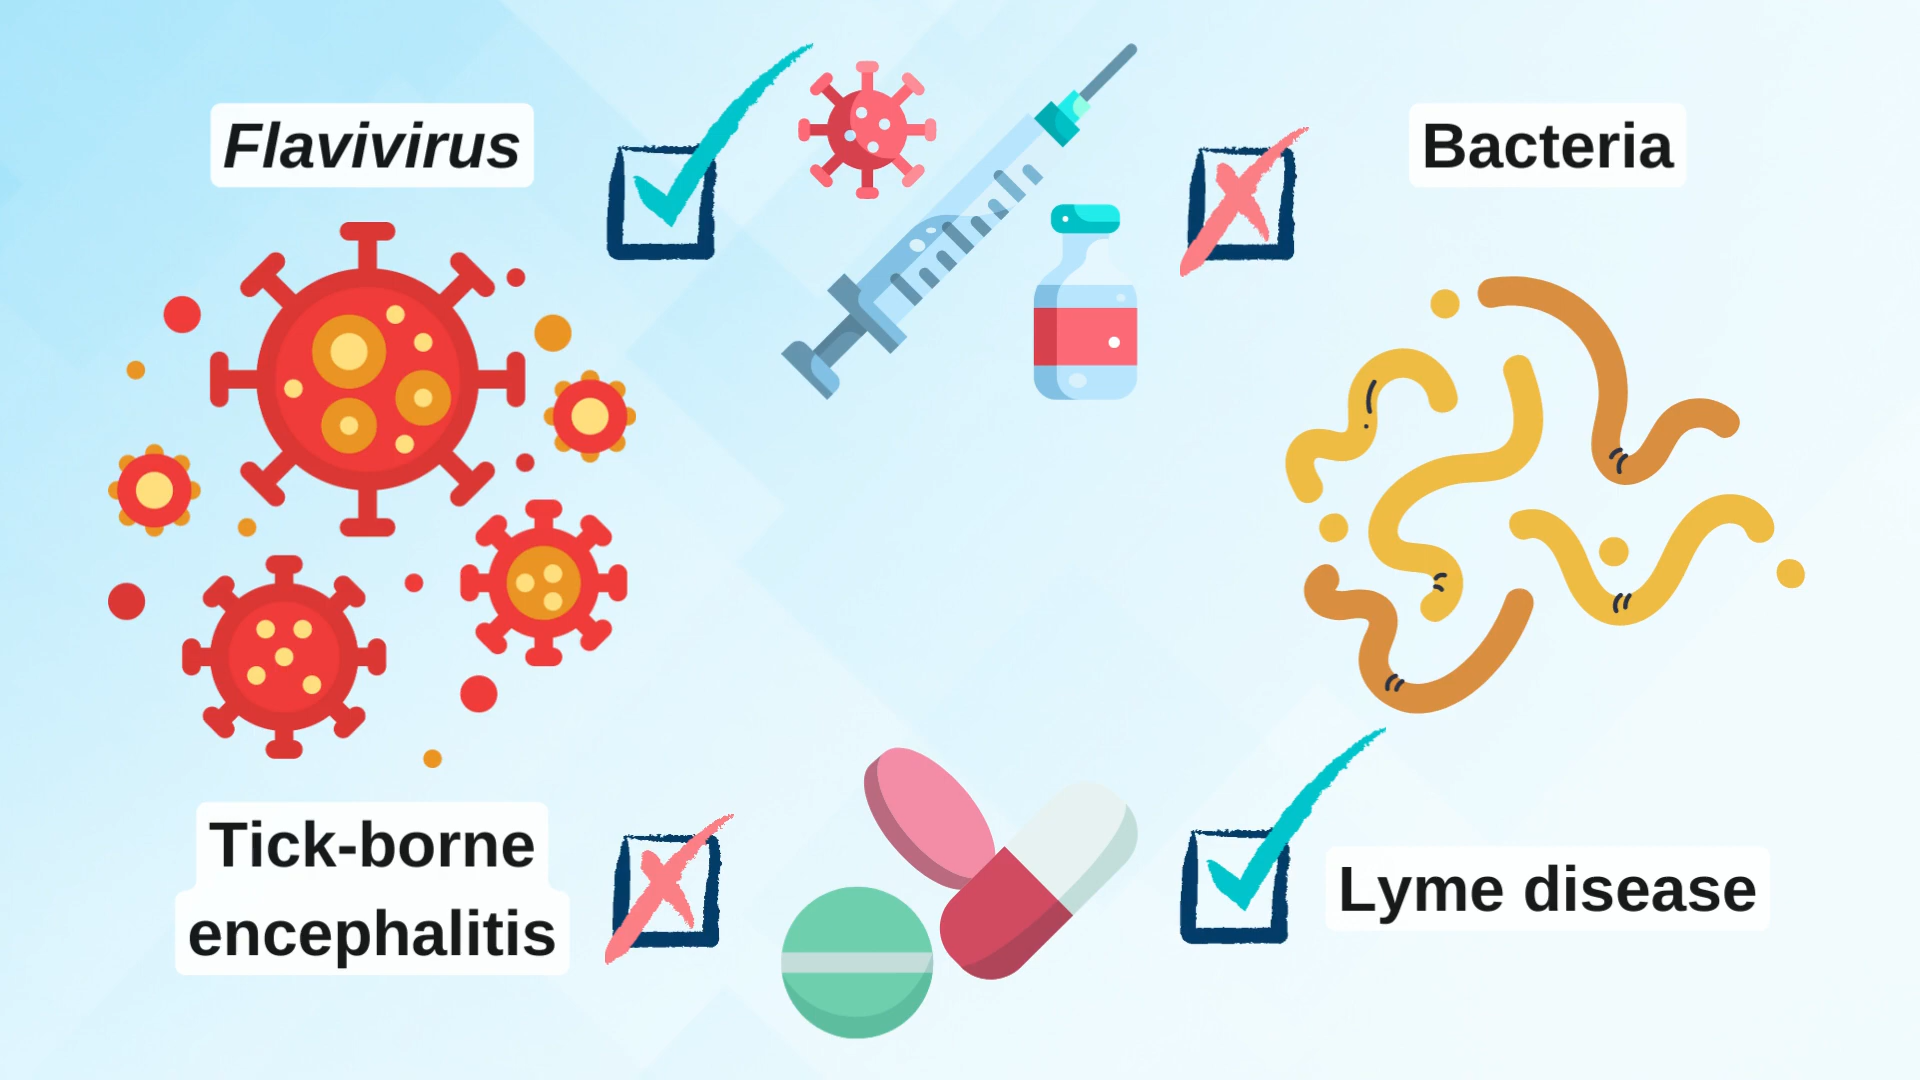 Flavivirus
Bacteria
Tick-borne
encephalitis
Lyme disease